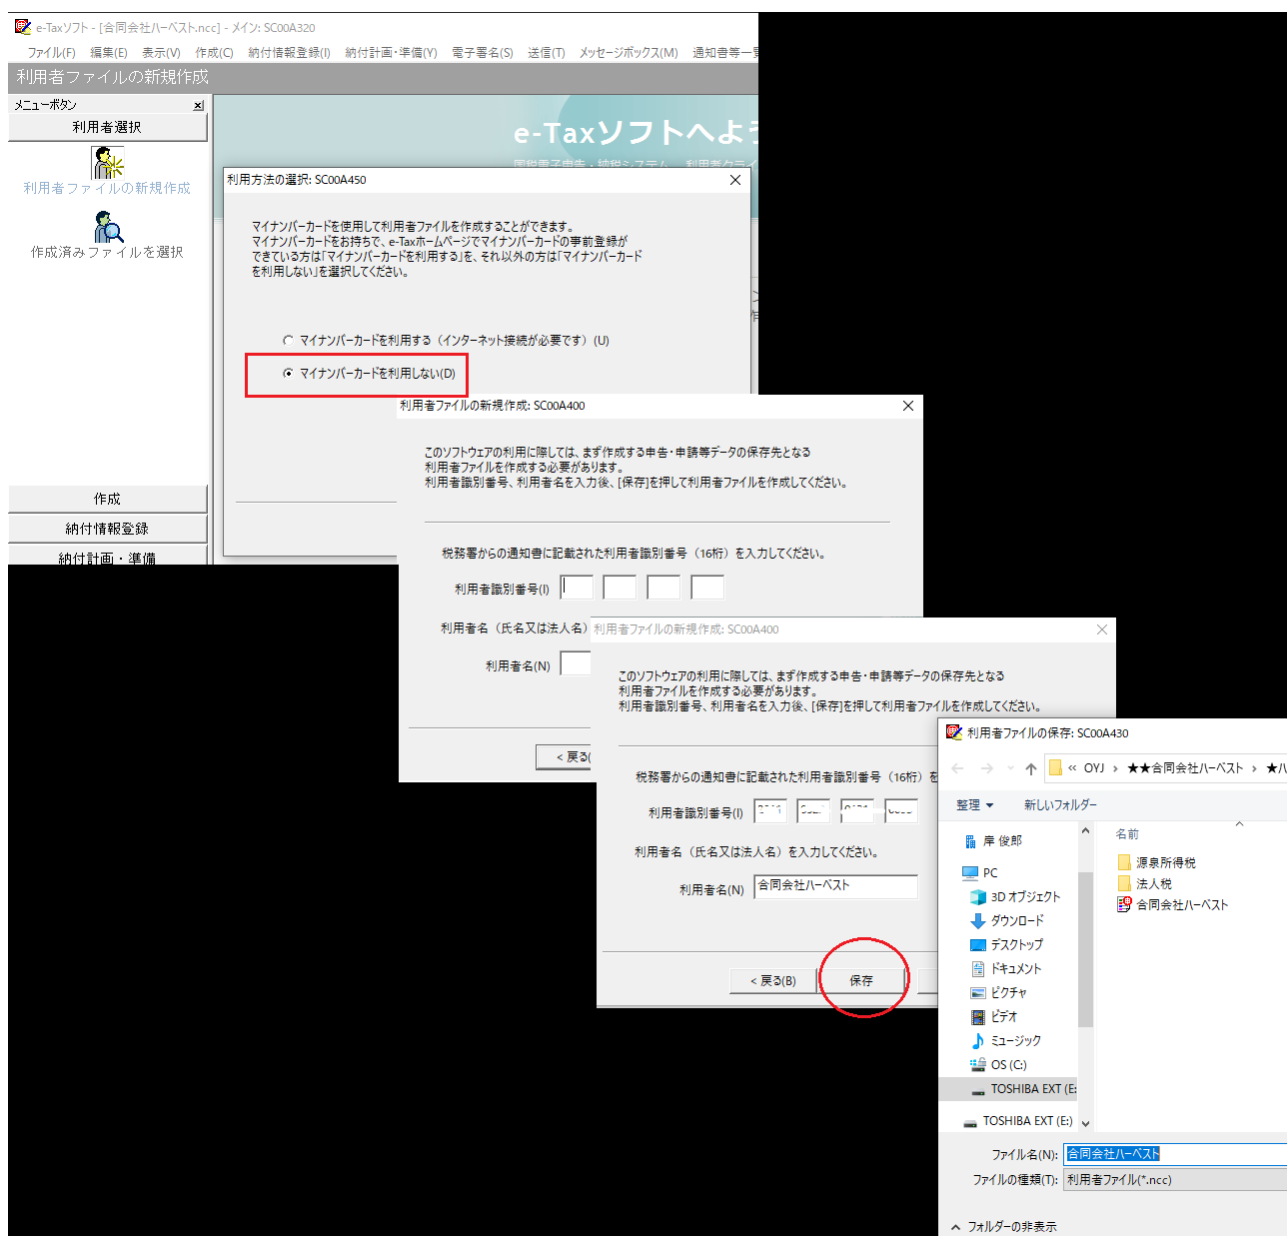 e-Taxソフト - [合同会社ハーベスト.ncc] - メイン: SC00A320
ファイル(F) 編集(E) 表示(V) 作成(C) 納付情報登録(I) 納付計画・準備(Y) 電子署名(S) 送信(T) メッセージボックス(M) 通知書等一
利用者ファイルの新規作成
メニューボタン
利用者選択
利用者ファイルの新規作成
作成済みファイルを選択
作成
納付情報登録
納付計画・準備
e-Taxソフトへよ
国税電子申告・納税システム 利用者クライ
利用方法の選択: SC00A450
マイナンバーカードを使用して利用者ファイルを作成することができます。
マイナンバーカードをお持ちで、e-Taxホームページでマイナンバーカードの事前登録が
できている方は「マイナンバーカードを利用する」を、それ以外の方は「マイナンバーカード
を利用しない」を選択してください。
マイナンバーカードを利用する（インターネット接続が必要です）(U)
マイナンバーカードを利用しない(D)
利用者ファイルの新規作成: SC00A400
このソフトウェアの利用に際しては、まず作成する申告・申請等データの保存先となる
利用者ファイルを作成する必要があります。
利用者識別番号、利用者名を入力後、[保存]を押して利用者ファイルを作成してください。
税務署からの通知書に記載された利用者識別番号（16桁）を入力してください。
利用者識別番号(I)
利用者名（氏名又は法人名）
利用者名(N)
< 戻る(
利用者ファイルの新規作成: SC00A400
このソフトウェアの利用に際しては、まず作成する申告・申請等データの保存先となる
利用者ファイルを作成する必要があります。
利用者識別番号、利用者名を入力後、[保存]を押して利用者ファイルを作成してください。
税務署からの通知書に記載された利用者識別番号（16桁）を
利用者識別番号(I)
利用者名（氏名又は法人名）を入力してください。
利用者名(N) 合同会社ハーベスト
< 戻る(B) 保存
利用者ファイルの保存: SC00A430
« OYJ › ★★合同会社ハーベスト › ★ハ
整理 新しいフォルダー
岸 俊郎
PC
3D オブジェクト
ダウンロード
デスクトップ
ドキュメント
ピクチャ
ビデオ
ミュージック
OS (C:)
TOSHIBA EXT (E:
TOSHIBA EXT (E:)
名前
源泉所得税
法人税
合同会社ハーベスト
ファイル名(N): 合同会社ハーベスト
ファイルの種類(T): 利用者ファイル(*.ncc)
フォルダーの非表示